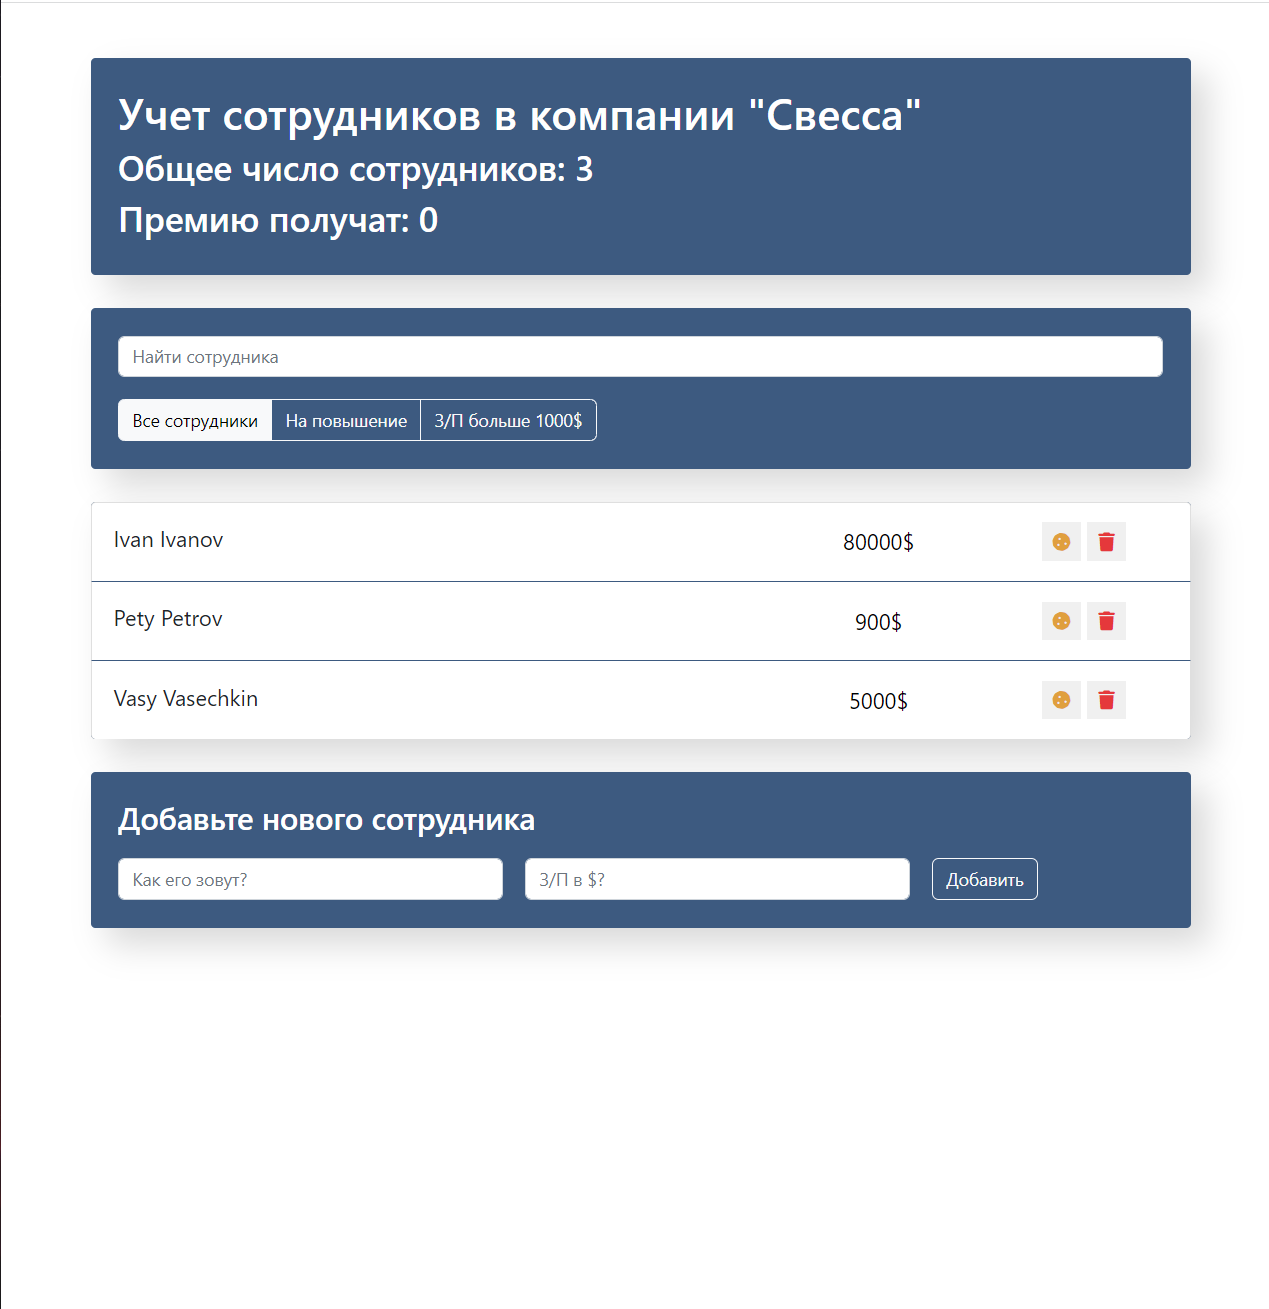 Учет сотрудников в компании "Свесса"
Общее число сотрудников: 3
Премию получат: 0
Найти сотрудника
Все сотрудники На повышение З/П больше 1000$
Ivan Ivanov 80000$
Pety Petrov 900$
Vasy Vasechkin 5000$
Добавьте нового сотрудника
Как его зовут? З/П в $? Добавить